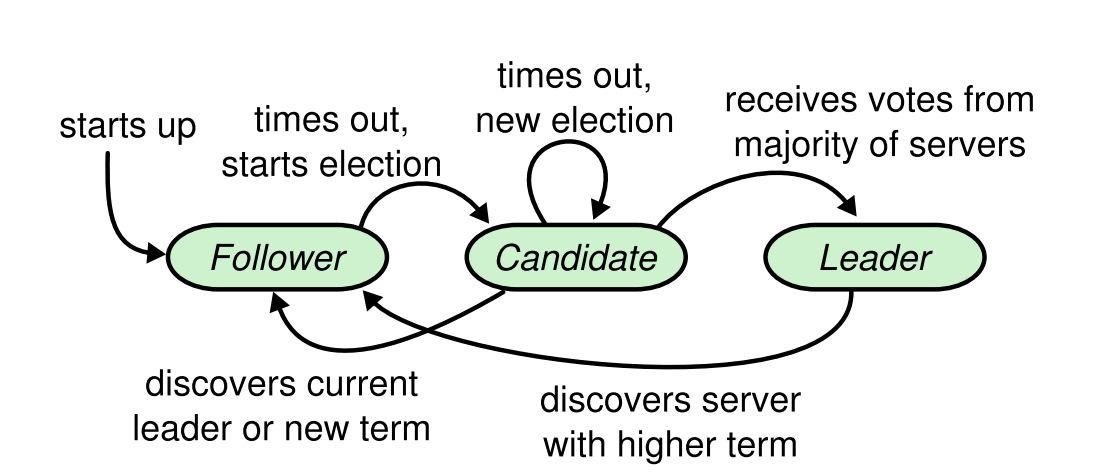 starts up
times out,
starts election
times out,
new election
receives votes from
majority of servers
Follower
Candidate
Leader
discovers current
leader or new term
discovers server
with higher term